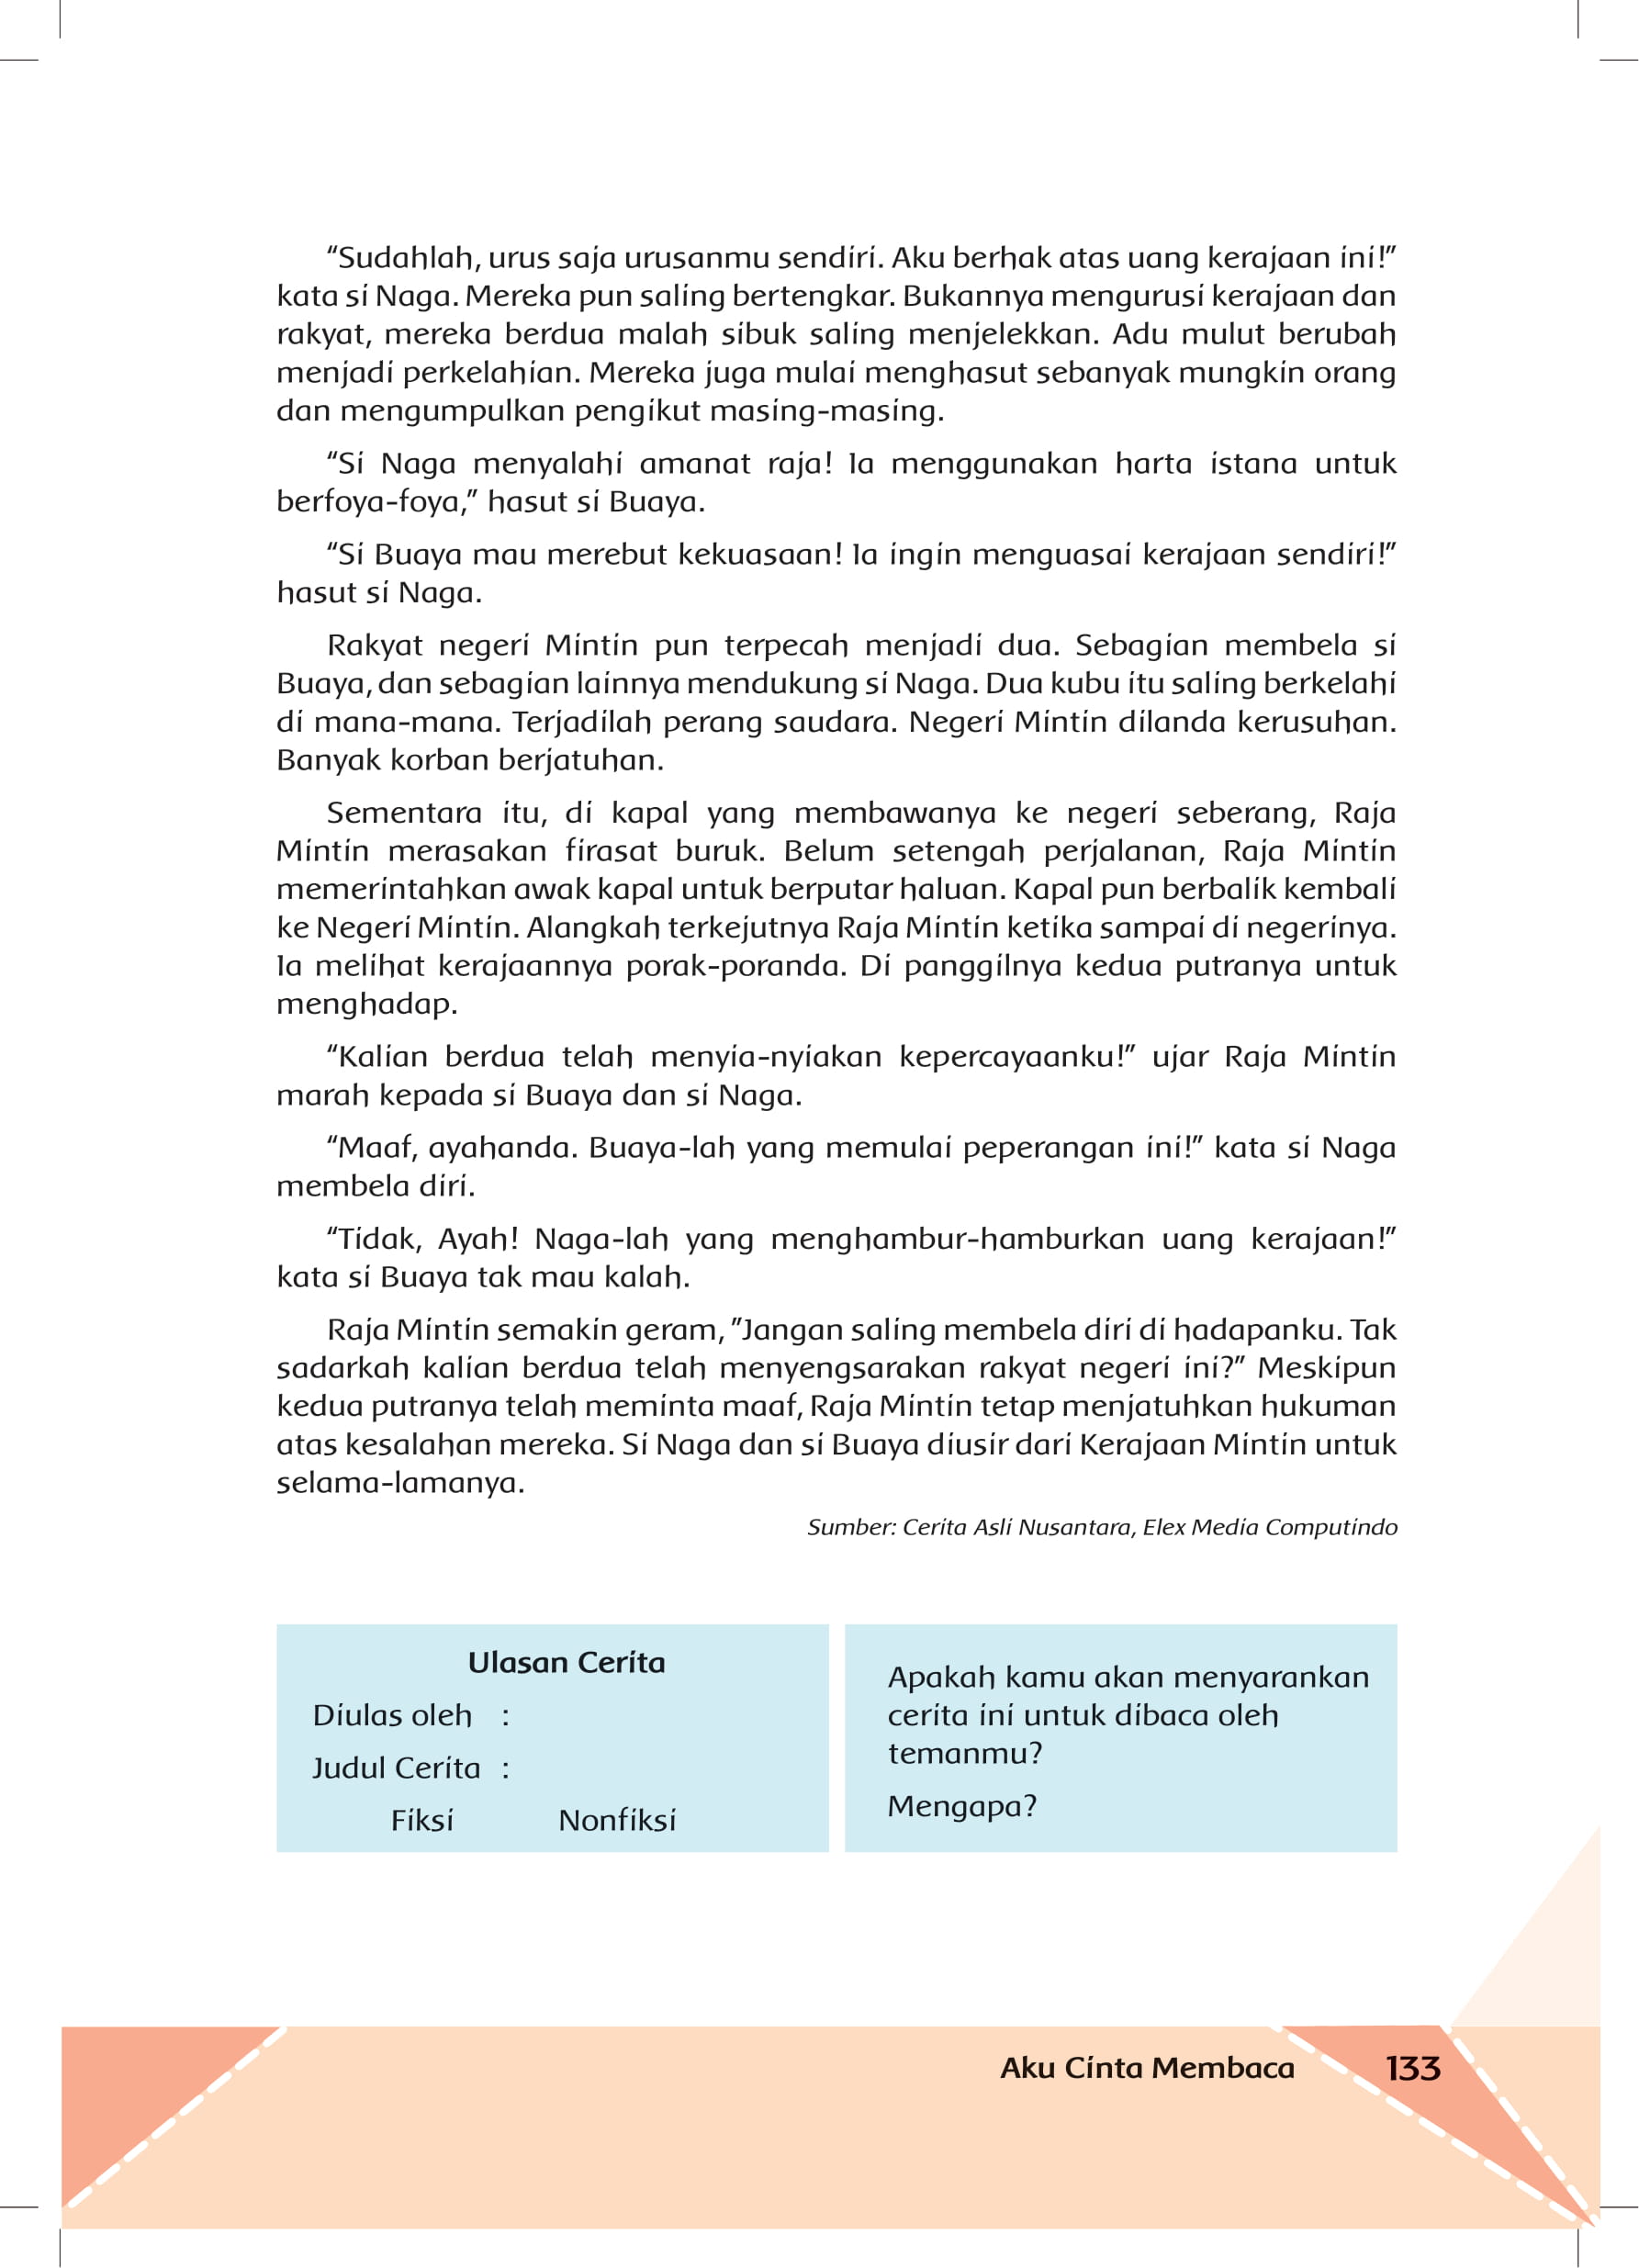 “Sudahlah, urus saja urusanmu sendiri. Aku berhak atas uang kerajaan ini!”
kata si Naga. Mereka pun saling bertengkar. Bukannya mengurusi kerajaan dan
rakyat, mereka berdua malah sibuk saling menjelekkan. Adu mulut berubah
menjadi perkelahian. Mereka juga mulai menghasut sebanyak mungkin orang
dan mengumpulkan pengikut masing-masing.
“Si Naga menyalahi amanat raja! Ia menggunakan harta istana untuk
berfoya-foya,” hasut si Buaya.
“Si Buaya mau merebut kekuasaan! Ia ingin menguasai kerajaan sendiri!”
hasut si Naga.
Rakyat negeri Mintin pun terpecah menjadi dua. Sebagian membela si
Buaya, dan sebagian lainnya mendukung si Naga. Dua kubu itu saling berkelahi
di mana-mana. Terjadilah perang saudara. Negeri Mintin dilanda kerusuhan.
Banyak korban berjatuhan.
Sementara itu, di kapal yang membawanya ke negeri seberang, Raja
Mintin merasakan firasat buruk. Belum setengah perjalanan, Raja Mintin
memerintahkan awak kapal untuk berputar haluan. Kapal pun berbalik kembali
ke Negeri Mintin. Alangkah terkejutnya Raja Mintin ketika sampai di negerinya.
Ia melihat kerajaannya porak-poranda. Di panggilnya kedua putranya untuk
menghadap.
“Kalian berdua telah menyia-nyiakan kepercayaanku!” ujar Raja Mintin
marah kepada si Buaya dan si Naga.
“Maaf, ayahanda. Buaya-lah yang memulai peperangan ini!” kata si Naga
membela diri.
“Tidak, Ayah! Naga-lah yang menghambur-hamburkan uang kerajaan!”
kata si Buaya tak mau kalah.
Raja Mintin semakin geram, ”Jangan saling membela diri di hadapanku. Tak
sadarkah kalian berdua telah menyengsarakan rakyat negeri ini?” Meskipun
kedua putranya telah meminta maaf, Raja Mintin tetap menjatuhkan hukuman
atas kesalahan mereka. Si Naga dan si Buaya diusir dari Kerajaan Mintin untuk
selama-lamanya.
Sumber: Cerita Asli Nusantara, Elex Media Computindo
Ulasan Cerita
Diulas oleh :
Judul Cerita :
Fiksi Nonfiksi
Apakah kamu akan menyarankan
cerita ini untuk dibaca oleh
temanmu?
Mengapa?
Aku Cinta Membaca 133